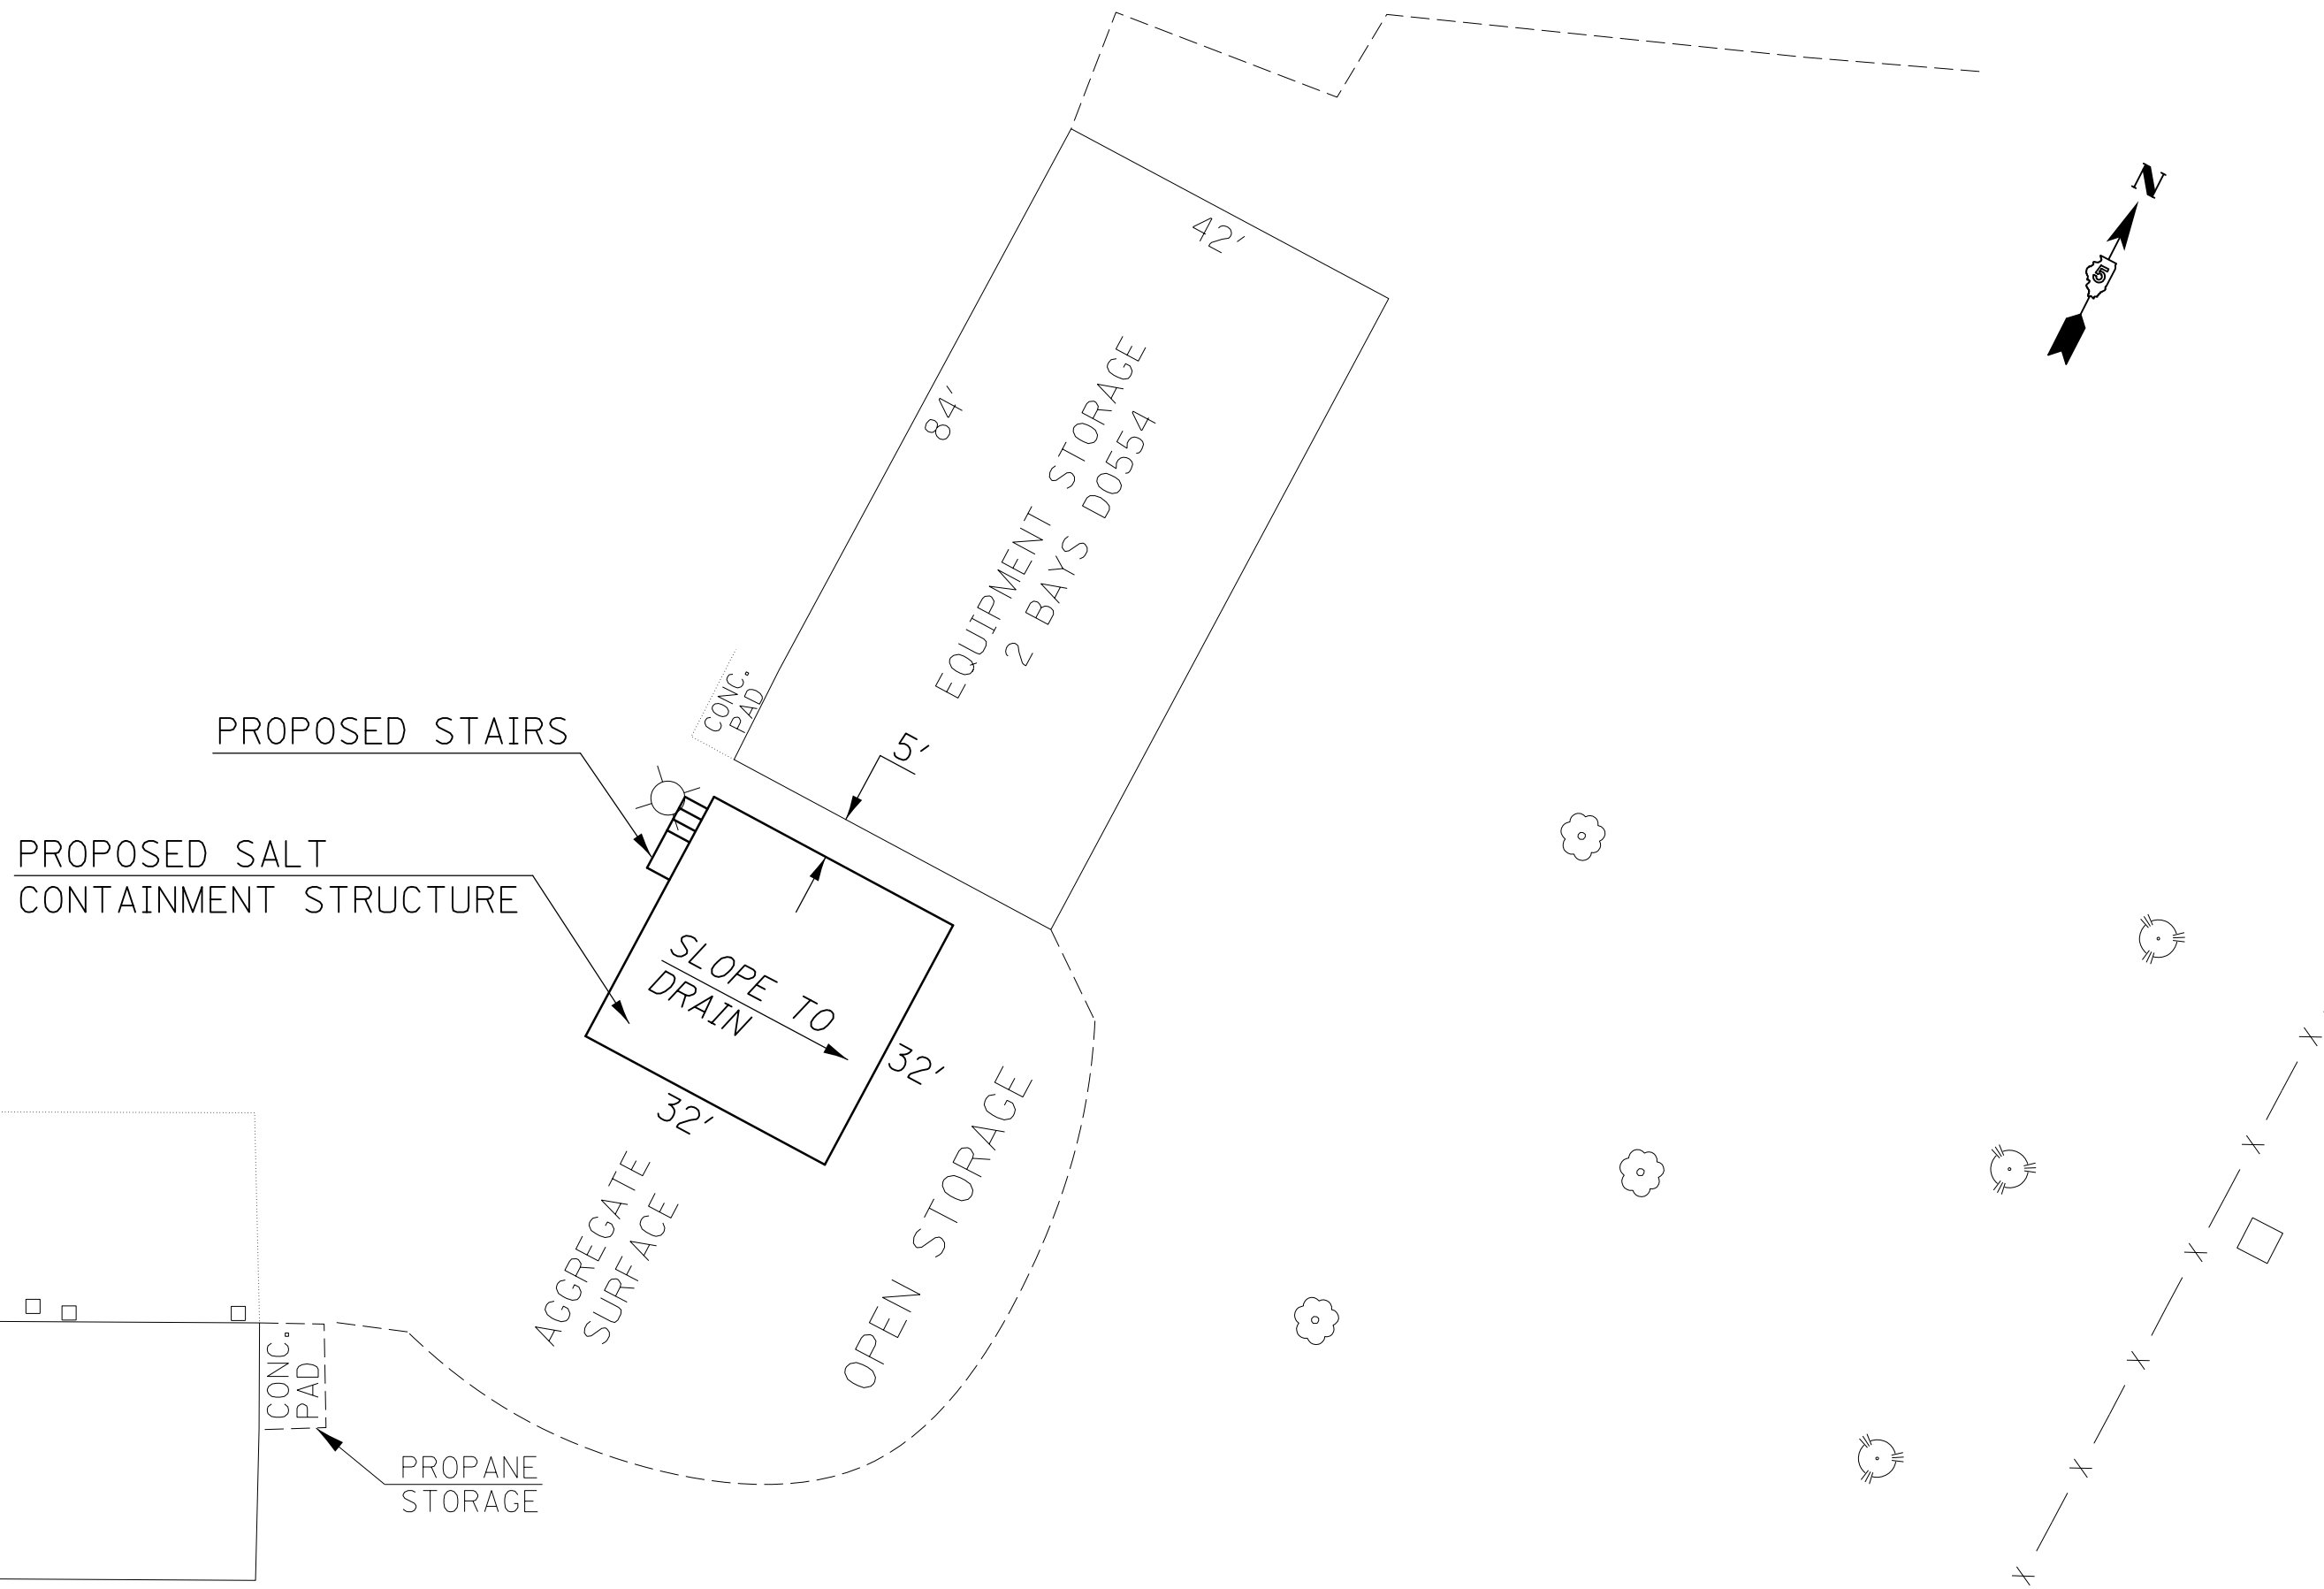 N
5
42'
84'
EQUIPMENT STORAGE
2 BAYS D0554
CONC.
PAD
PROPOSED STAIRS
5'
PROPOSED SALT
CONTAINMENT STRUCTURE
SLOPE TO
DRAIN
32'
32'
AGGREGATE
SURFACE
OPEN STORAGE
CONC.
PAD
PROPANE
STORAGE